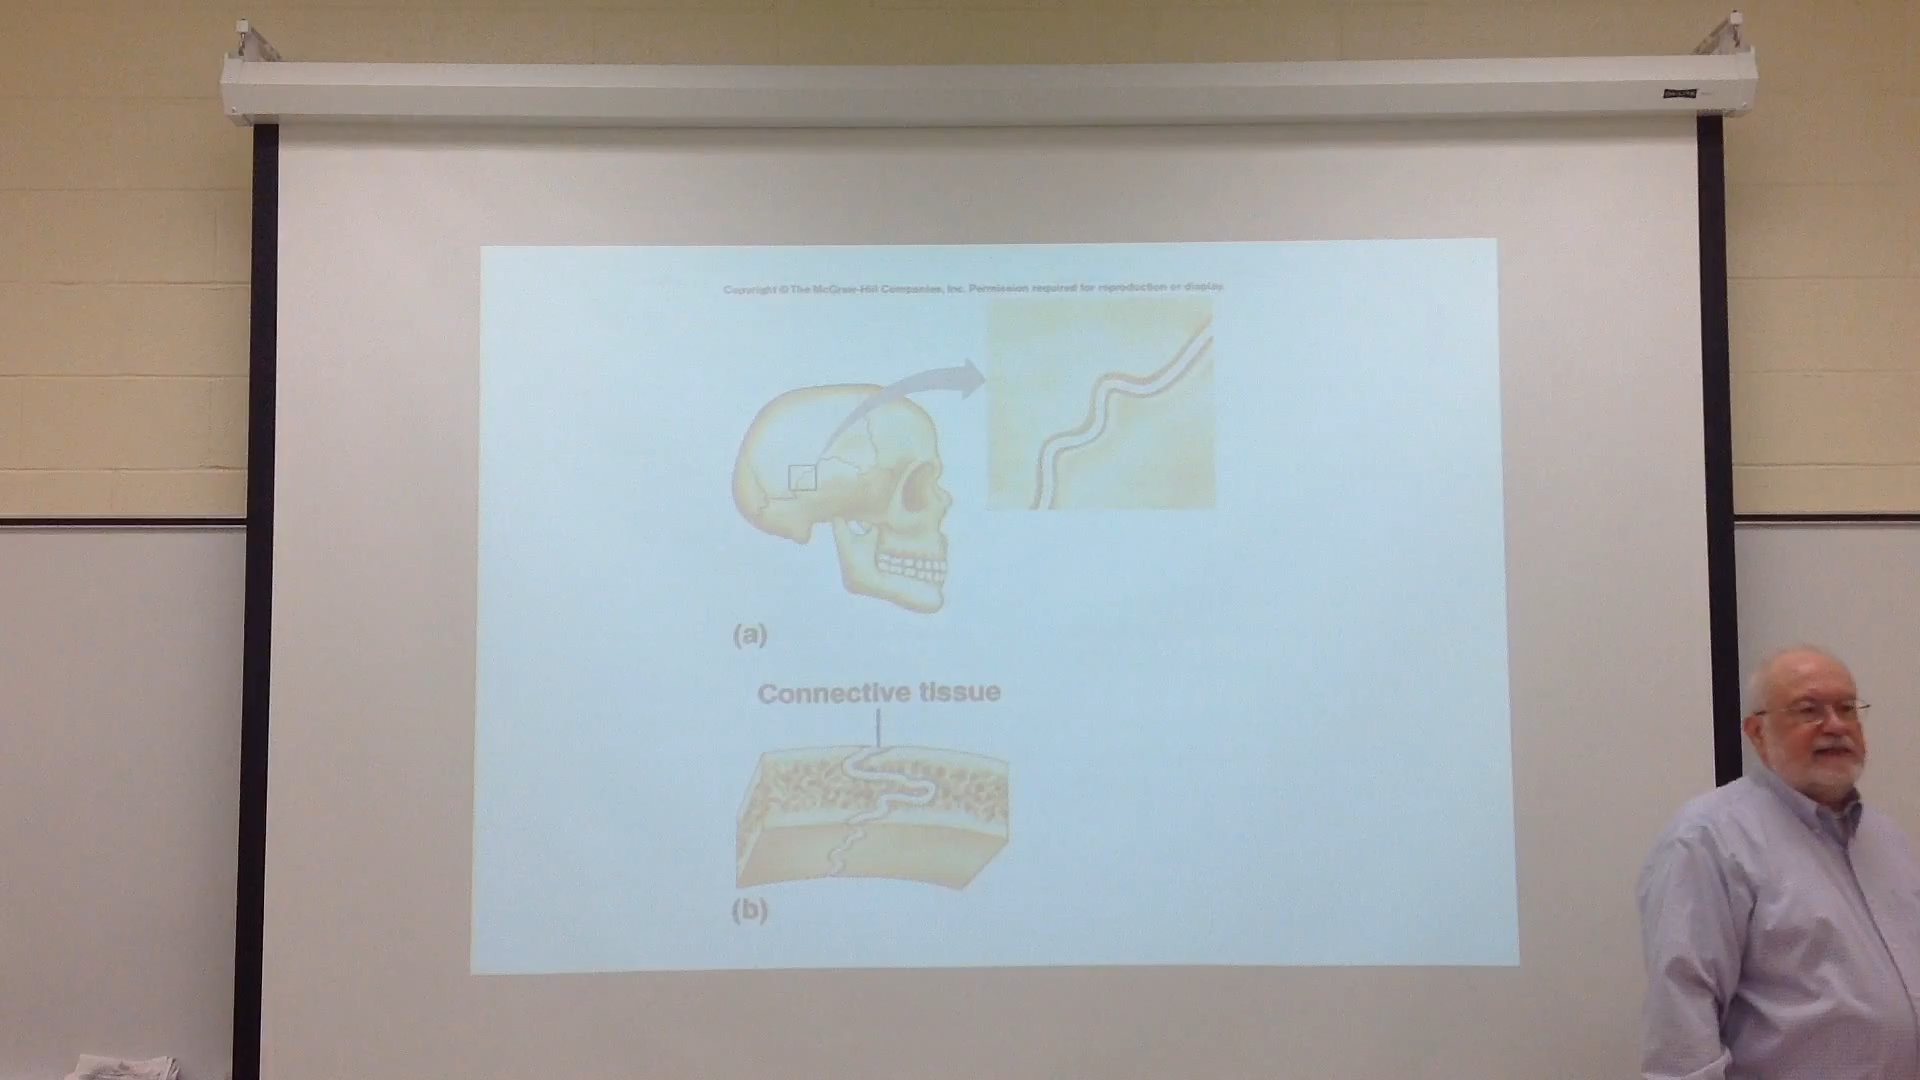 Copyright © The McGraw-Hill Companies, Inc. Permission required for reproduction or display.
(a)
Connective tissue
(b)